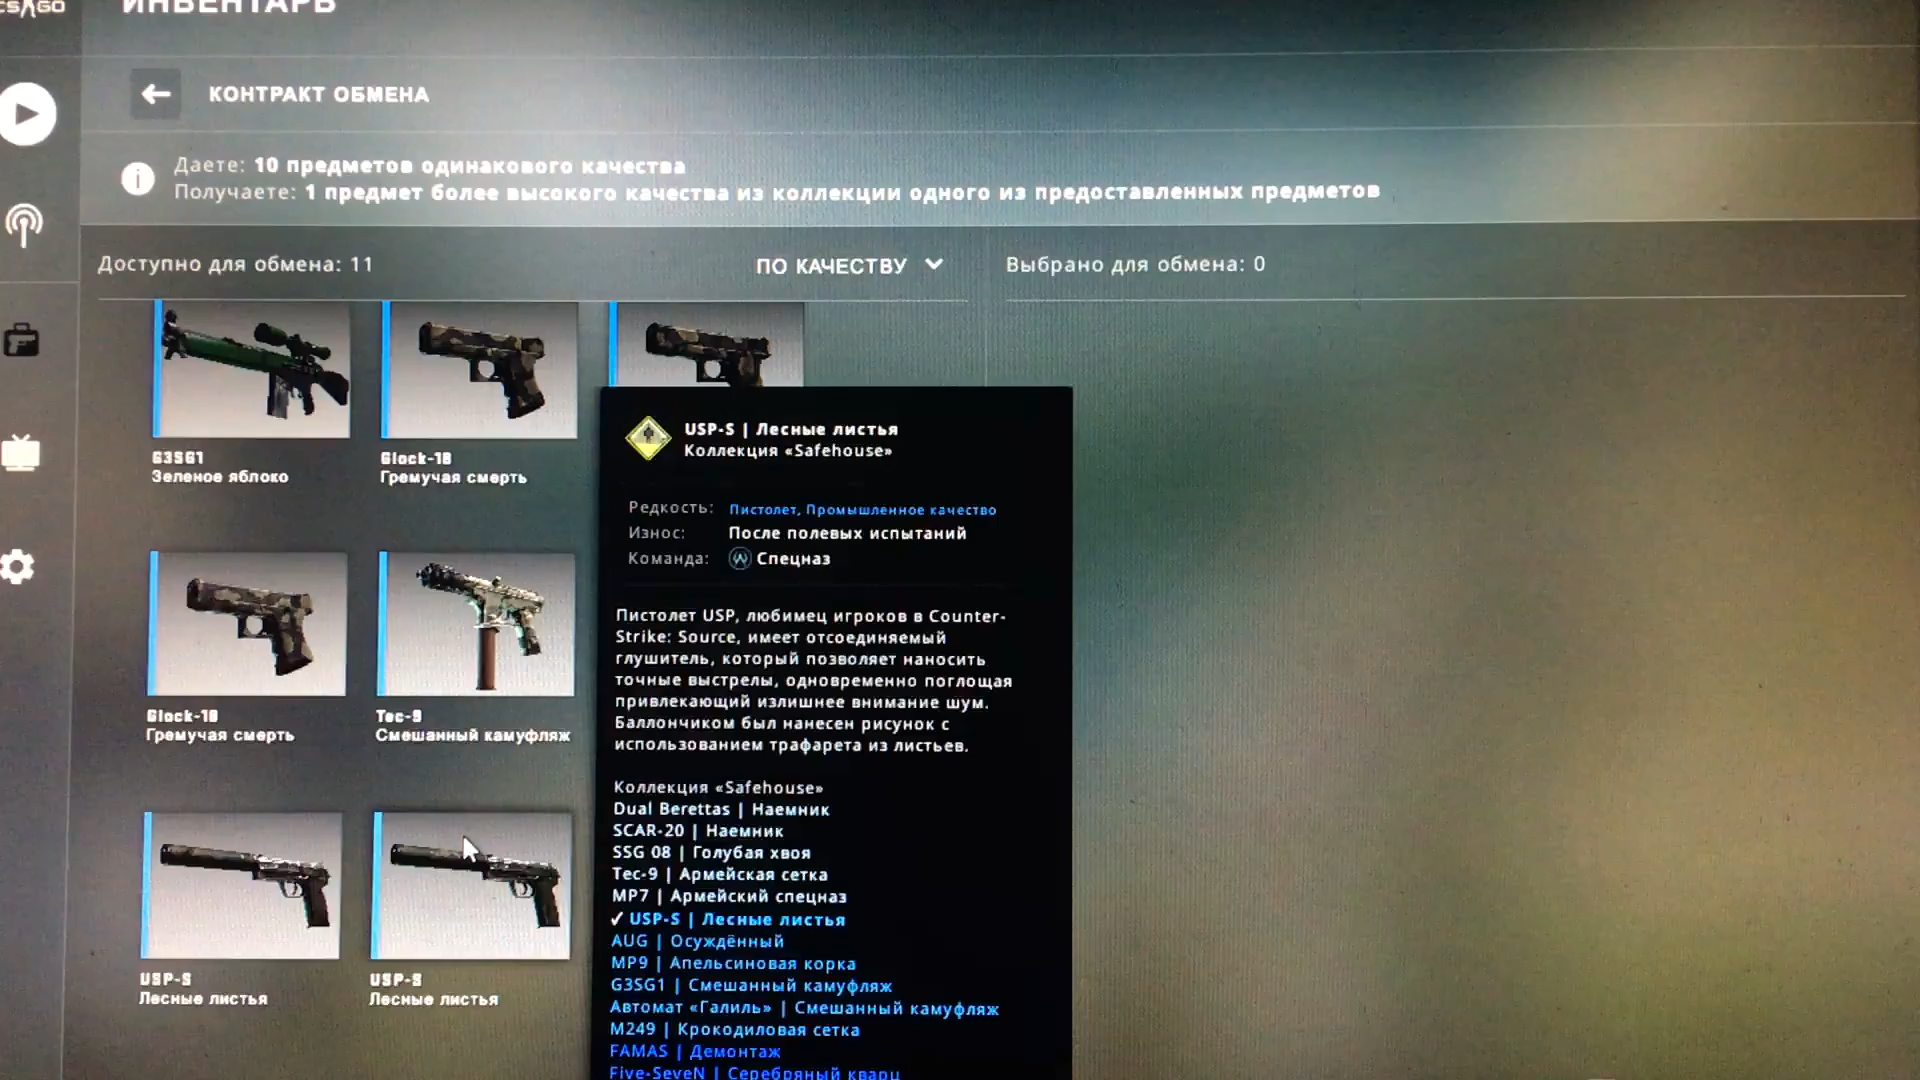 CS GO
ИНВЕНТАРЬ
КОНТРАКТ ОБМЕНА
Даете: 10 предметов одинакового качества
Получаете: 1 предмет более высокого качества из коллекции одного из предоставленных предметов
Доступно для обмена: 11
ПО КАЧЕСТВУ
Выбрано для обмена: 0
G3SG1
Зеленое яблоко
Glock-18
Гремучая смерть
Glock-18
Гремучая смерть
Tec-9
Смешанный камуфляж
USP-S
Лесные листья
USP-S
Лесные листья
USP-S | Лесные листья
Коллекция «Safehouse»
Редкость: Пистолет, Промышленное качество
Износ: После полевых испытаний
Команда: Спецназ
Пистолет USP, любимец игроков в Counter-
Strike: Source, имеет отсоединяемый
глушитель, который позволяет наносить
точные выстрелы, одновременно поглощая
привлекающий излишнее внимание шум.
Баллончиком был нанесен рисунок с
использованием трафарета из листьев.
Коллекция «Safehouse»
Dual Berettas | Наемник
SCAR-20 | Наемник
SSG 08 | Голубая хвоя
Tec-9 | Армейская сетка
MP7 | Армейский спецназ
✓ USP-S | Лесные листья
AUG | Осуждённый
MP9 | Апельсиновая корка
G3SG1 | Смешанный камуфляж
Автомат «Галиль» | Смешанный камуфляж
M249 | Крокодиловая сетка
FAMAS | Демонтаж
Five-SeveN | Серебряный кварц